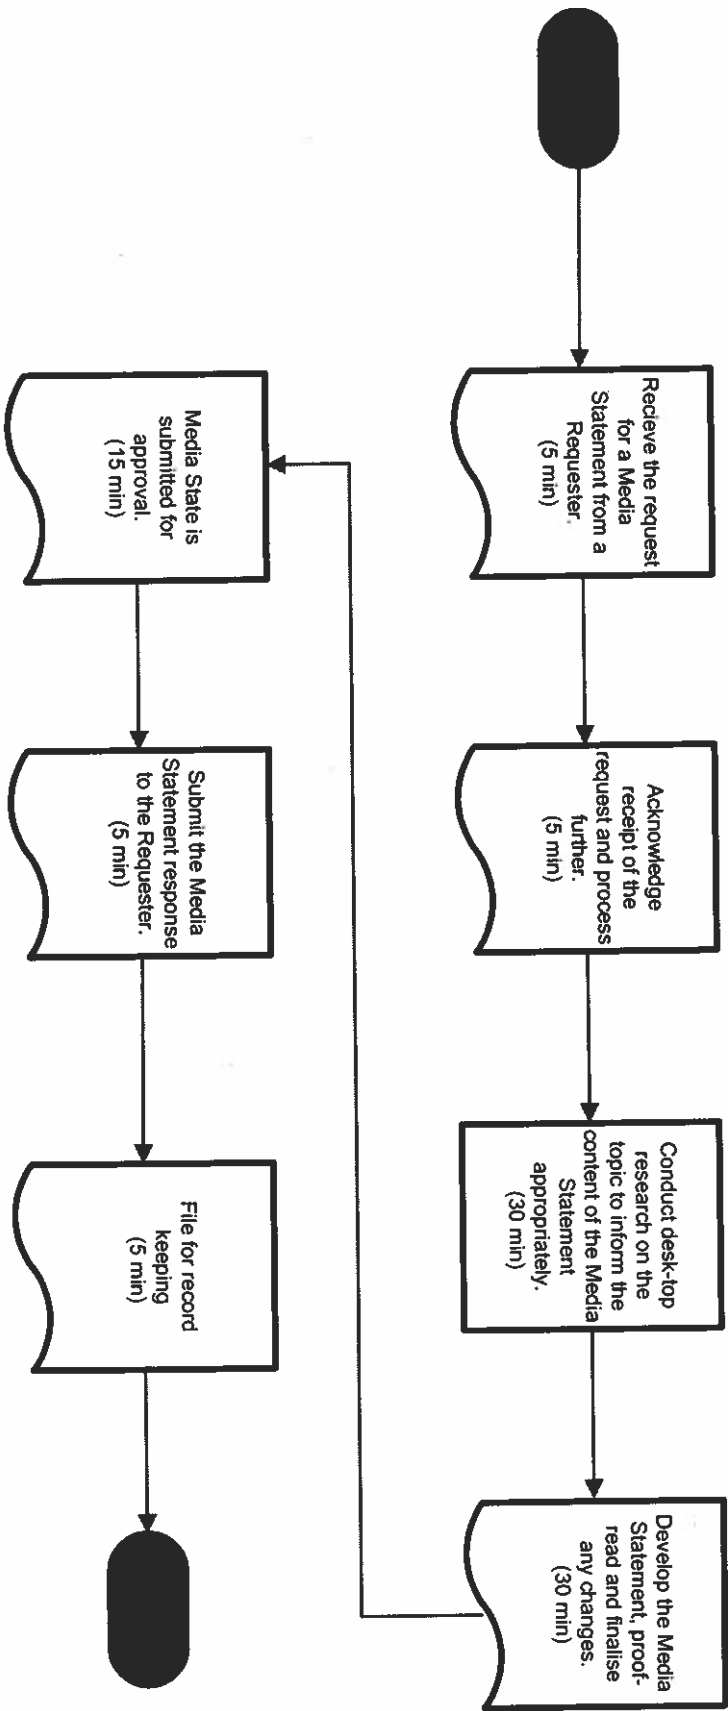 Recieve the request
for a Media
Statement from a
Requester.
(5 min)
Acknowledge
receipt of the
request and process
further.
(5 min)
Conduct desk-top
research on the
topic to inform the
content of the Media
Statement
appropriately.
(30 min)
Develop the Media
Statement, proof-
read and finalise
any changes.
(30 min)
Media State is
submitted for
approval.
(15 min)
Submit the Media
Statement response
to the Requester.
(5 min)
File for record
keeping
(5 min)